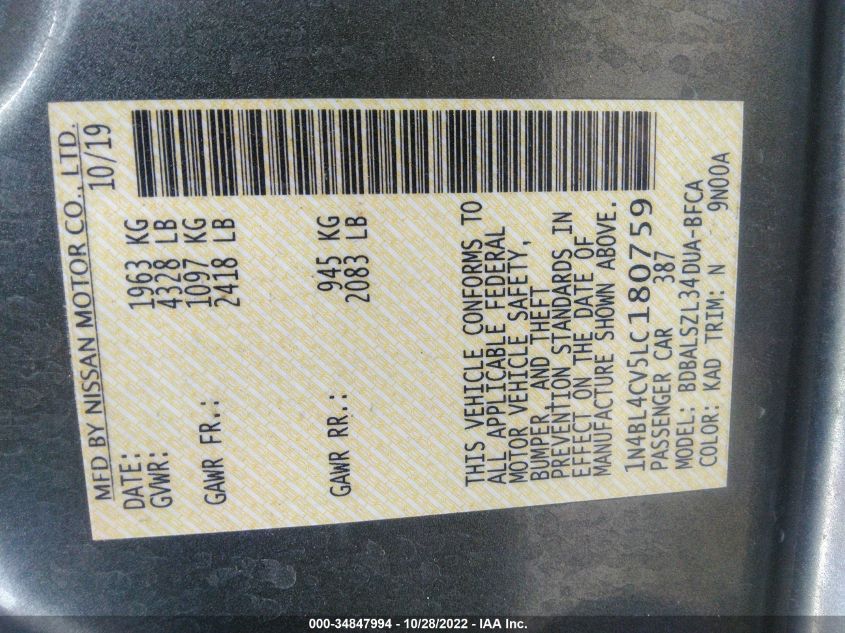 MFD BY NISSAN MOTOR CO., LTD.
DATE: 10/19
GVWR: 1963 KG
4328 LB
GAWR FR.: 1097 KG
2418 LB
GAWR RR.: 945 KG
2083 LB
THIS VEHICLE CONFORMS TO
ALL APPLICABLE FEDERAL
MOTOR VEHICLE SAFETY,
BUMPER, AND THEFT
PREVENTION STANDARDS IN
EFFECT ON THE DATE OF
MANUFACTURE SHOWN ABOVE.
1N4BL4CV5LC180759
PASSENGER CAR 387
MODEL: BDBALSZL34DUA-BFCA
COLOR: KAD TRIM: N 9N00A
000-34847994 - 10/28/2022 - IAA Inc.